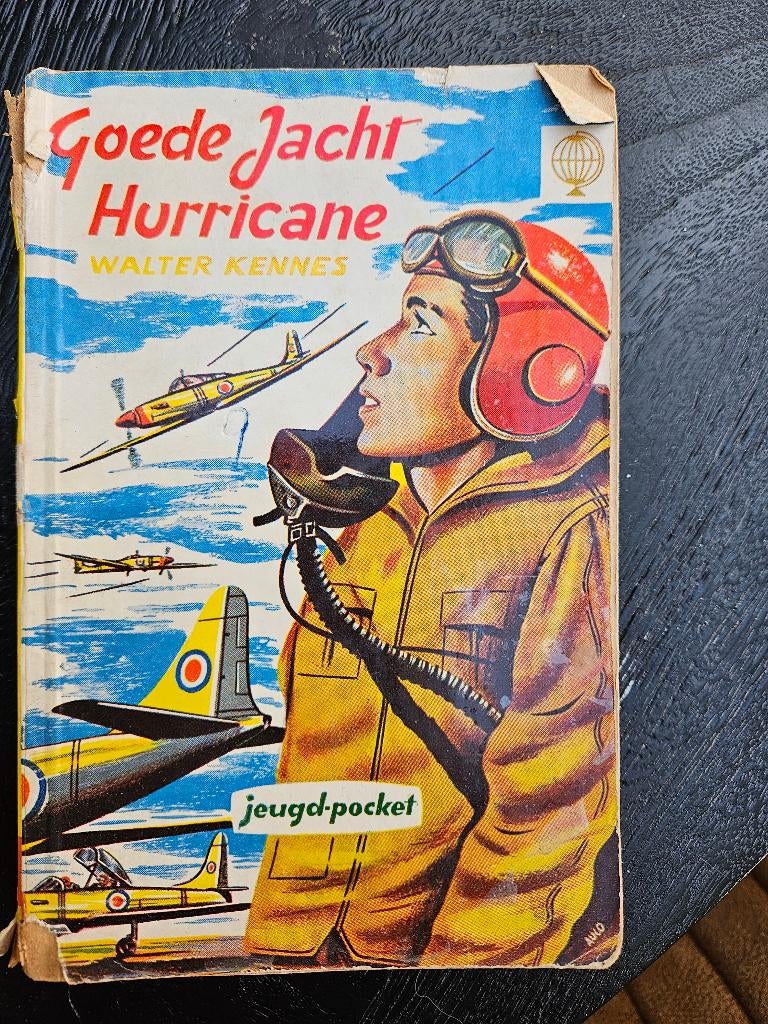 Goede Jacht
Hurricane
WALTER KENNES
jeugd-pocket